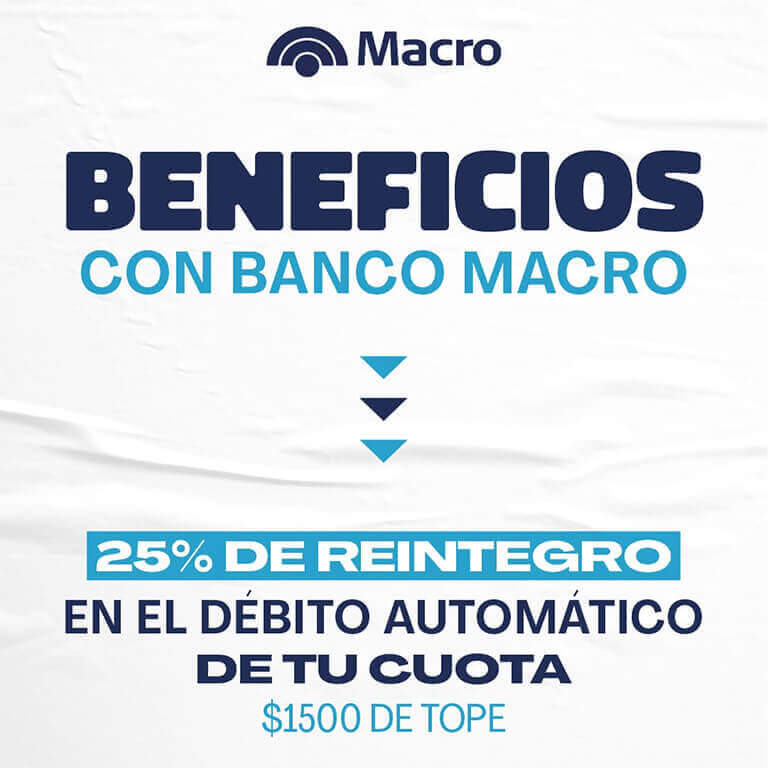 Macro
BENEFICIOS
CON BANCO MACRO
25% DE REINTEGRO
EN EL DÉBITO AUTOMÁTICO
DE TU CUOTA
$1500 DE TOPE